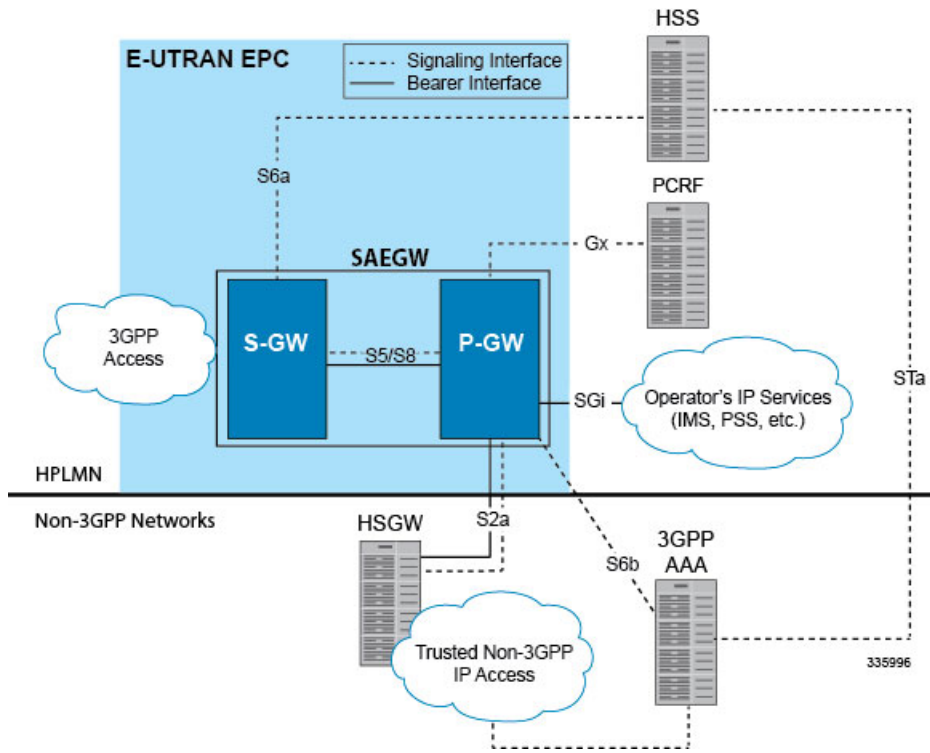 HSS
E-UTRAN EPC
Signaling Interface
Bearer Interface
S6a
PCRF
Gx
SAEGW
3GPP
Access
S-GW
S5/S8
P-GW
STa
SGi
Operator's IP Services
(IMS, PSS, etc.)
HPLMN
Non-3GPP Networks
S2a
HSGW
3GPP
AAA
S6b
Trusted Non-3GPP
IP Access
335996